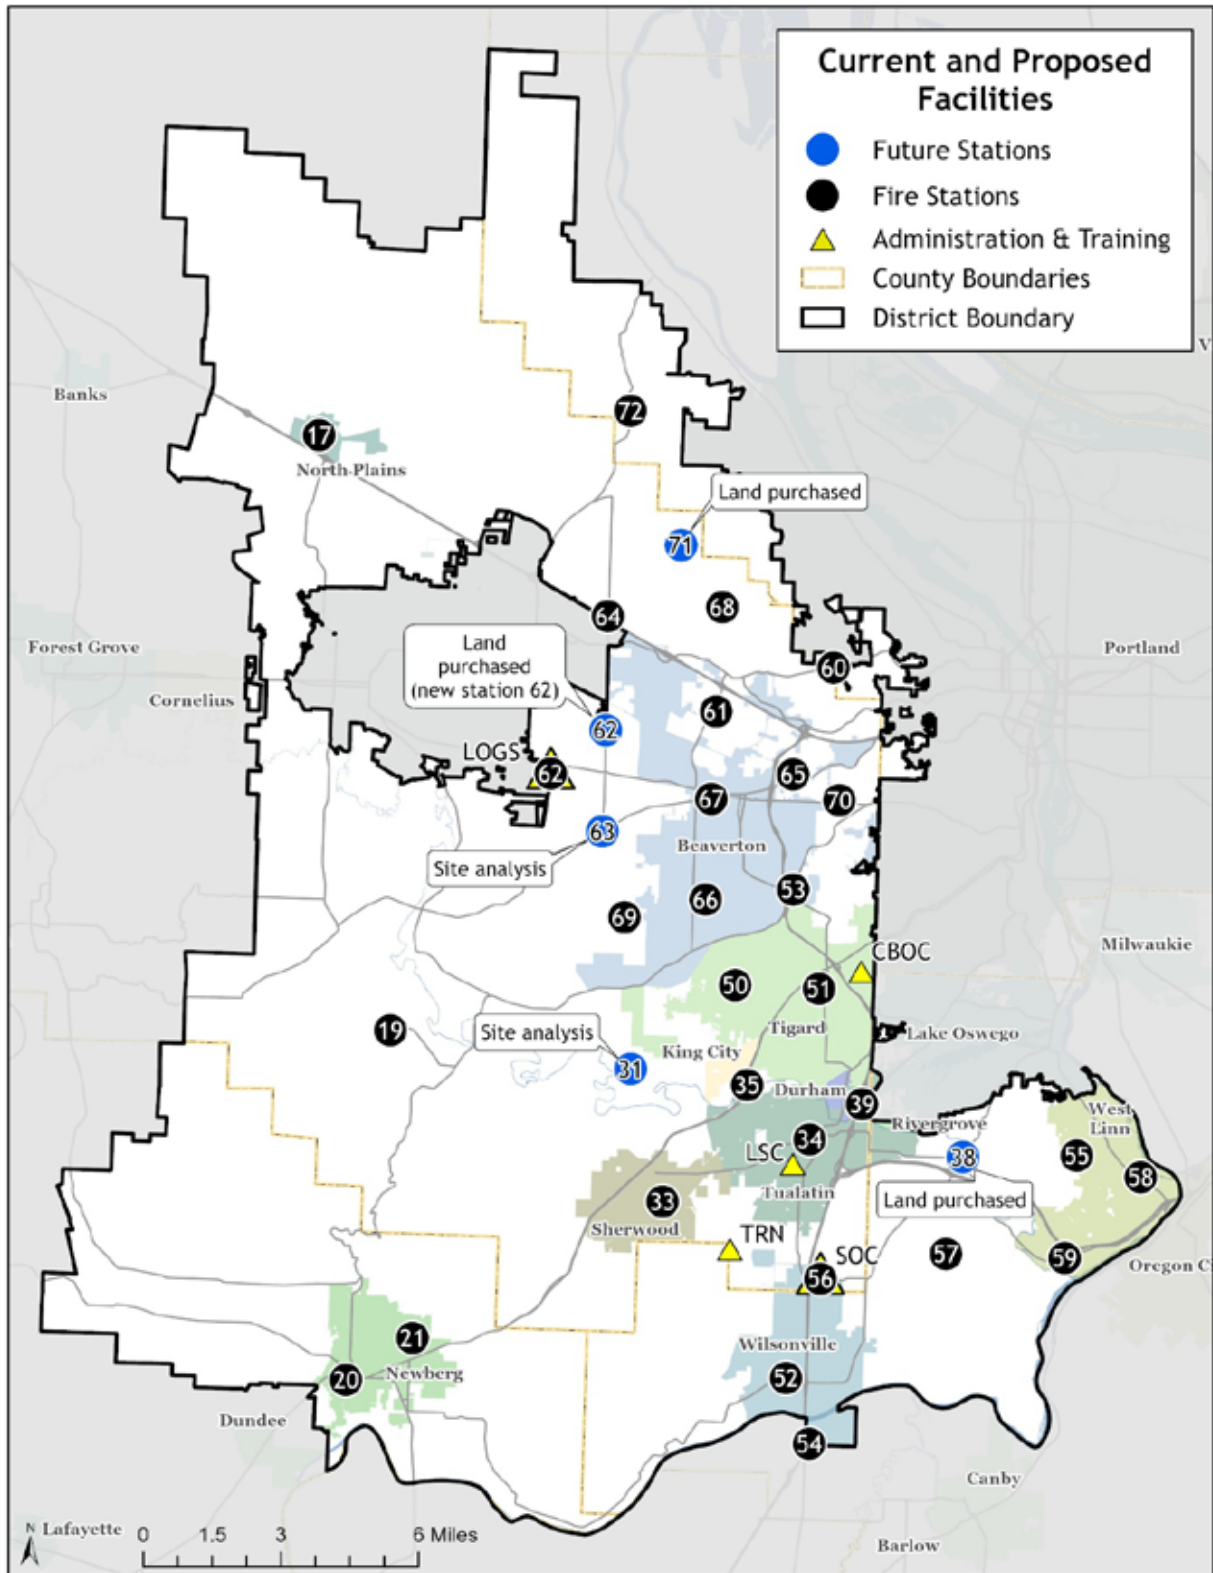 Current and Proposed
Facilities
Future Stations
Fire Stations
Administration & Training
County Boundaries
District Boundary
V
Banks
72
17
North Plains
Land purchased
71
68
64
Land
purchased
(new station 62)
Forest Grove
Portland
60
Cornelius
61
62
LOGS
62
65
67
70
63
Beaverton
Site analysis
53
66
69
Milwaukie
CBOC
50
51
19
Site analysis
Tigard
Lake Oswego
King City
31
35
Durham
39
West
Linn
Rivergrove
34
55
38
LSC
58
Tualatin
Land purchased
33
Sherwood
TRN
SOC
57
59
56
Oregon C
21
Wilsonville
Newberg
20
52
Dundee
54
Canby
N
Lafayette
0 1.5 3 6 Miles
Barlow